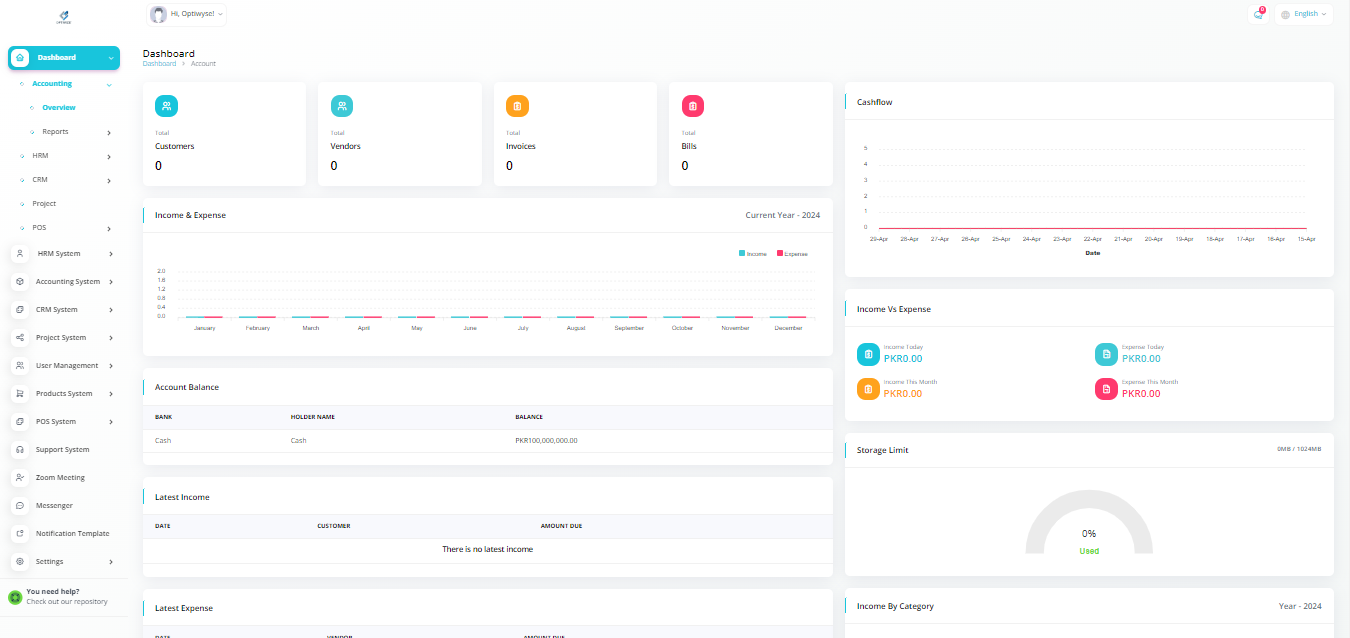 OPTIWYSE
Hi, Optiwyse!
0
English
Dashboard
Accounting
Overview
Reports
HRM
CRM
Project
POS
HRM System
Accounting System
CRM System
Project System
User Management
Products System
POS System
Support System
Zoom Meeting
Messenger
Notification Template
Settings
You need help?
Check out our repository
Dashboard
Dashboard > Account
Total
Customers
0
Total
Vendors
0
Total
Invoices
0
Total
Bills
0
Income & Expense
Current Year - 2024
Income Expense
2.0
1.6
1.2
0.8
0.4
0.0
January February March April May June July August September October November December
Account Balance
BANK HOLDER NAME BALANCE
Cash Cash PKR100,000,000.00
Latest Income
DATE CUSTOMER AMOUNT DUE
There is no latest income
Latest Expense
DATE VENDOR AMOUNT DUE
Cashflow
5
4
3
2
1
0
29-Apr 28-Apr 27-Apr 26-Apr 25-Apr 24-Apr 23-Apr 22-Apr 21-Apr 20-Apr 19-Apr 18-Apr 17-Apr 16-Apr 15-Apr
Date
Income Vs Expense
Income Today
PKR0.00
Expense Today
PKR0.00
Income This Month
PKR0.00
Expense This Month
PKR0.00
Storage Limit
0MB / 1024MB
0%
Used
Income By Category
Year - 2024